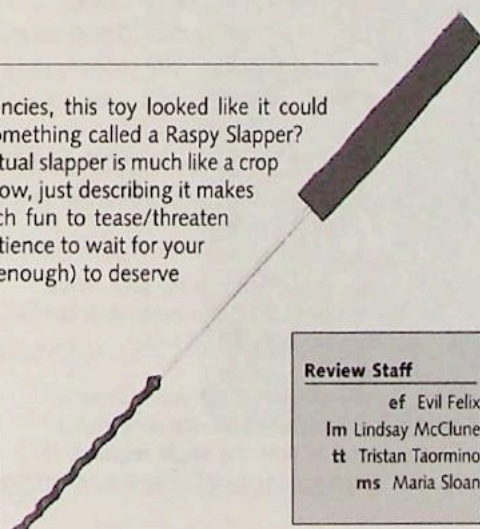 ncies, this toy looked like it could
omething called a Raspy Slapper?
tual slapper is much like a crop
ow, just describing it makes
ch fun to tease/threaten
tience to wait for your
enough) to deserve
Review Staff
ef Evil Felix
lm Lindsay McClune
tt Tristan Taormino
ms Maria Sloan